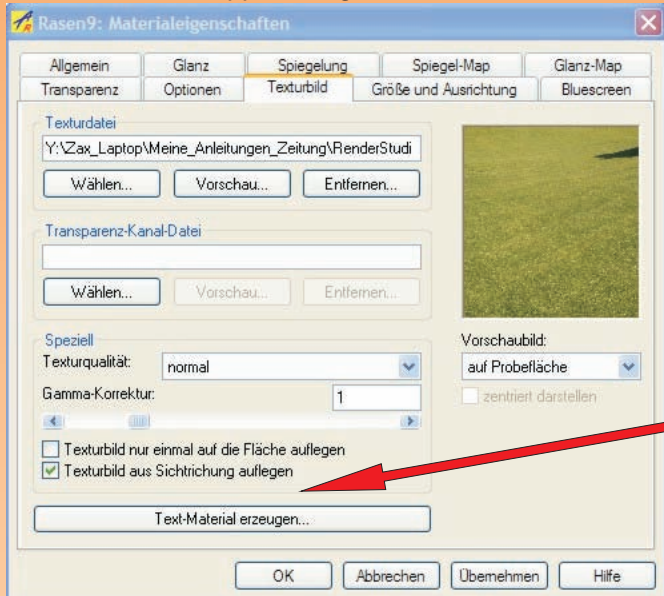 Rasen9: Materialeigenschaften
Allgemein Glanz Spiegelung Spiegel-Map Glanz-Map
Transparenz Optionen Texturbild Größe und Ausrichtung Bluescreen
Texturdatei
Y:\Zax_Laptop\Meine_Anleitungen_Zeitung\RenderStudi
Wählen... Vorschau... Entfernen...
Transparenz-Kanal-Datei
Wählen... Vorschau... Entfernen...
Speziell
Texturqualität: normal
Gamma-Korrektur: 1
Texturbild nur einmal auf die Fläche auflegen
Texturbild aus Sichtrichung auflegen
Text-Material erzeugen...
Vorschaubild:
auf Probefläche
zentriert darstellen
OK Abbrechen Übernehmen Hilfe